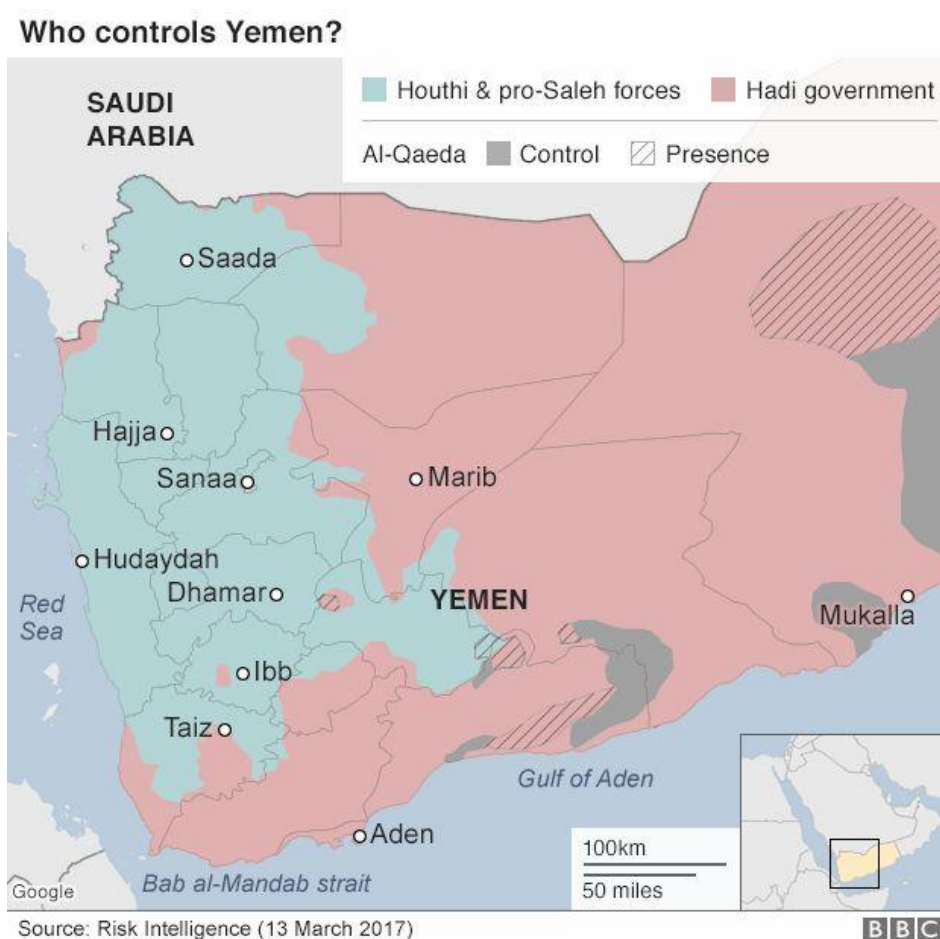 Who controls Yemen?
SAUDI
ARABIA
Houthi & pro-Saleh forces
Hadi government
Al-Qaeda
Control
Presence
Saada
Hajja
Sanaa
Marib
Hudaydah
Dhamar
YEMEN
Red
Sea
Mukalla
Ibb
Taiz
Gulf of Aden
Aden
100km
50 miles
Bab al-Mandab strait
Google
Source: Risk Intelligence (13 March 2017)
BBC